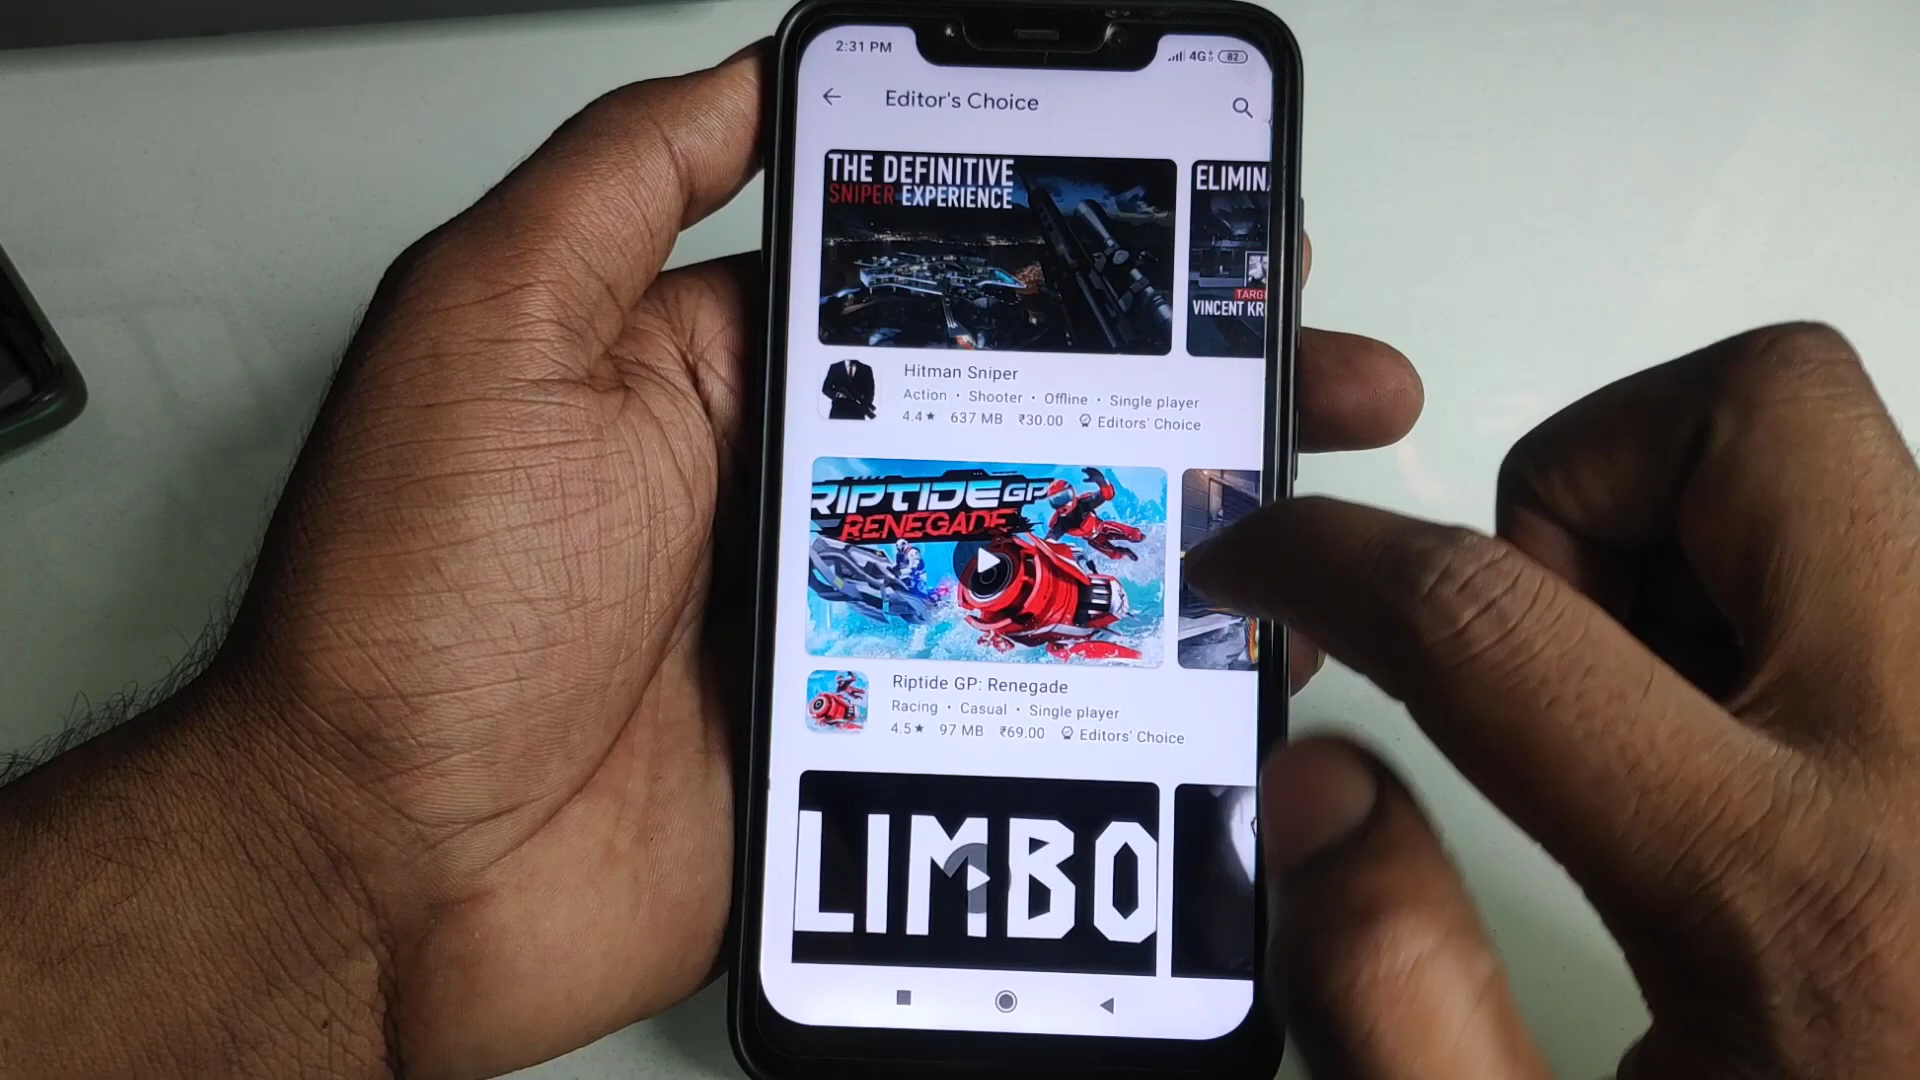 2:31 PM
4G+ 82
Editor's Choice
THE DEFINITIVE
SNIPER EXPERIENCE
ELIMIN
TARG
VINCENT KR
Hitman Sniper
Action • Shooter • Offline • Single player
4.4★ 637 MB ₹30.00 Editors' Choice
RIPTIDE GP
RENEGADE
Riptide GP: Renegade
Racing • Casual • Single player
4.5★ 97 MB ₹69.00 Editors' Choice
LIMBO